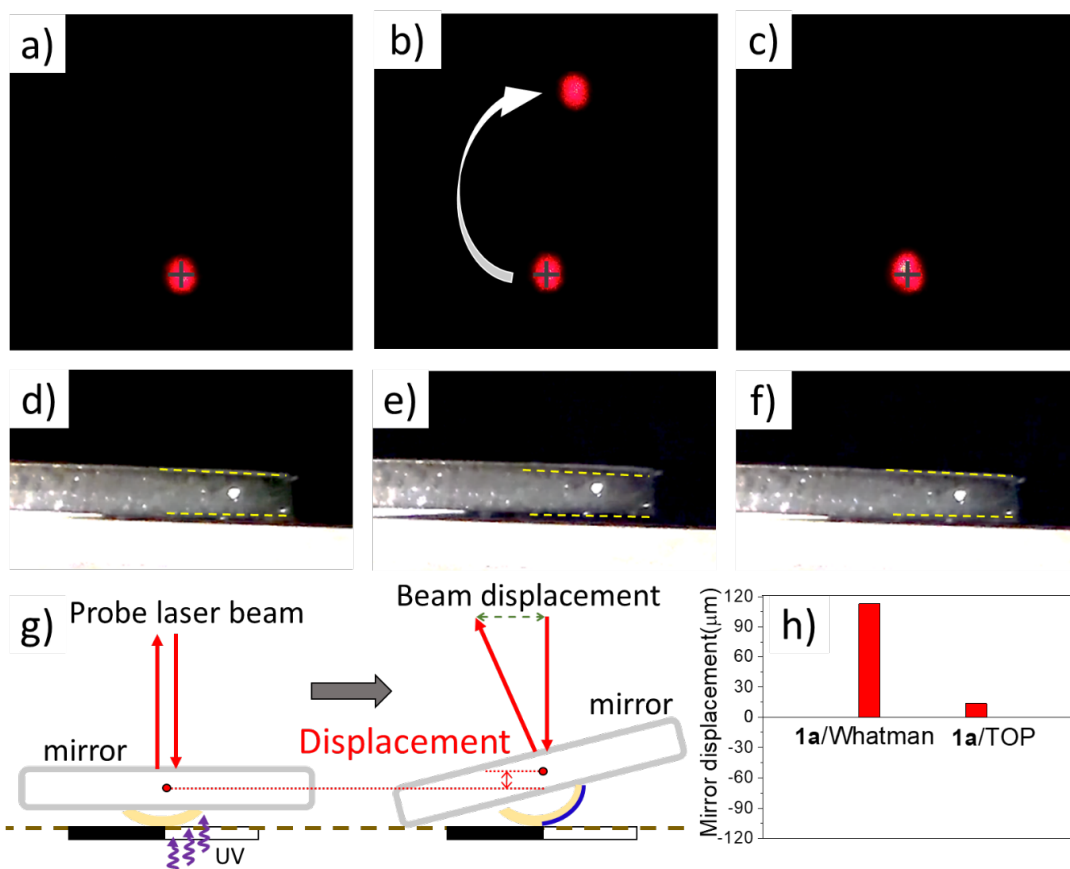 a)
b)
c)
d)
e)
f)
g)
Probe laser beam
Beam displacement
mirror
mirror
Displacement
UV
h)
Mirror displacement(μm)
120
90
60
30
0
-30
-60
-90
-120
1a/Whatman
1a/TOP